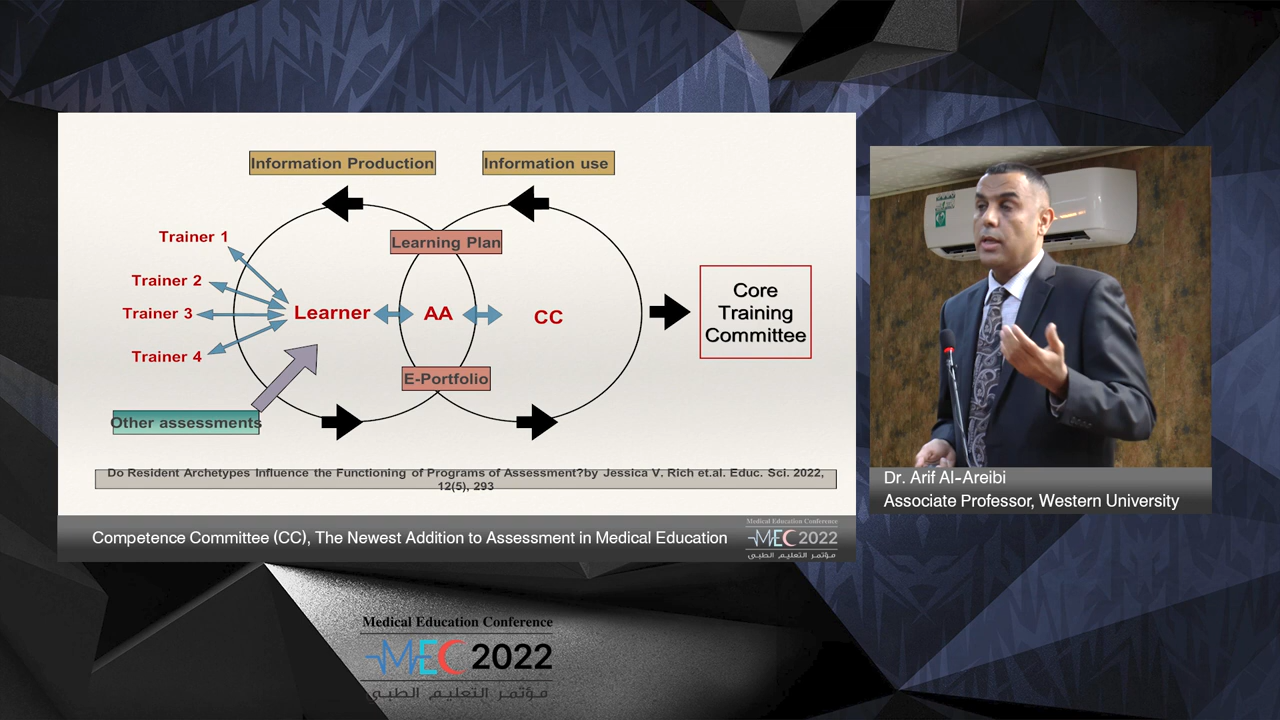 Information Production
Information use
Trainer 1
Learning Plan
Trainer 2
Trainer 3
Learner
AA
CC
Core
Training
Committee
Trainer 4
E-Portfolio
Other assessments
Do Resident Archetypes Influence the Functioning of Programs of Assessment?by Jessica V. Rich et.al. Educ. Sci. 2022,
12(5), 293
Competence Committee (CC), The Newest Addition to Assessment in Medical Education
Medical Education Conference
MEC 2022
مؤتمر التعليم الطبي
Dr. Arif Al-Areibi
Associate Professor, Western University
Medical Education Conference
MEC 2022
مؤتمر التعليم الطبي